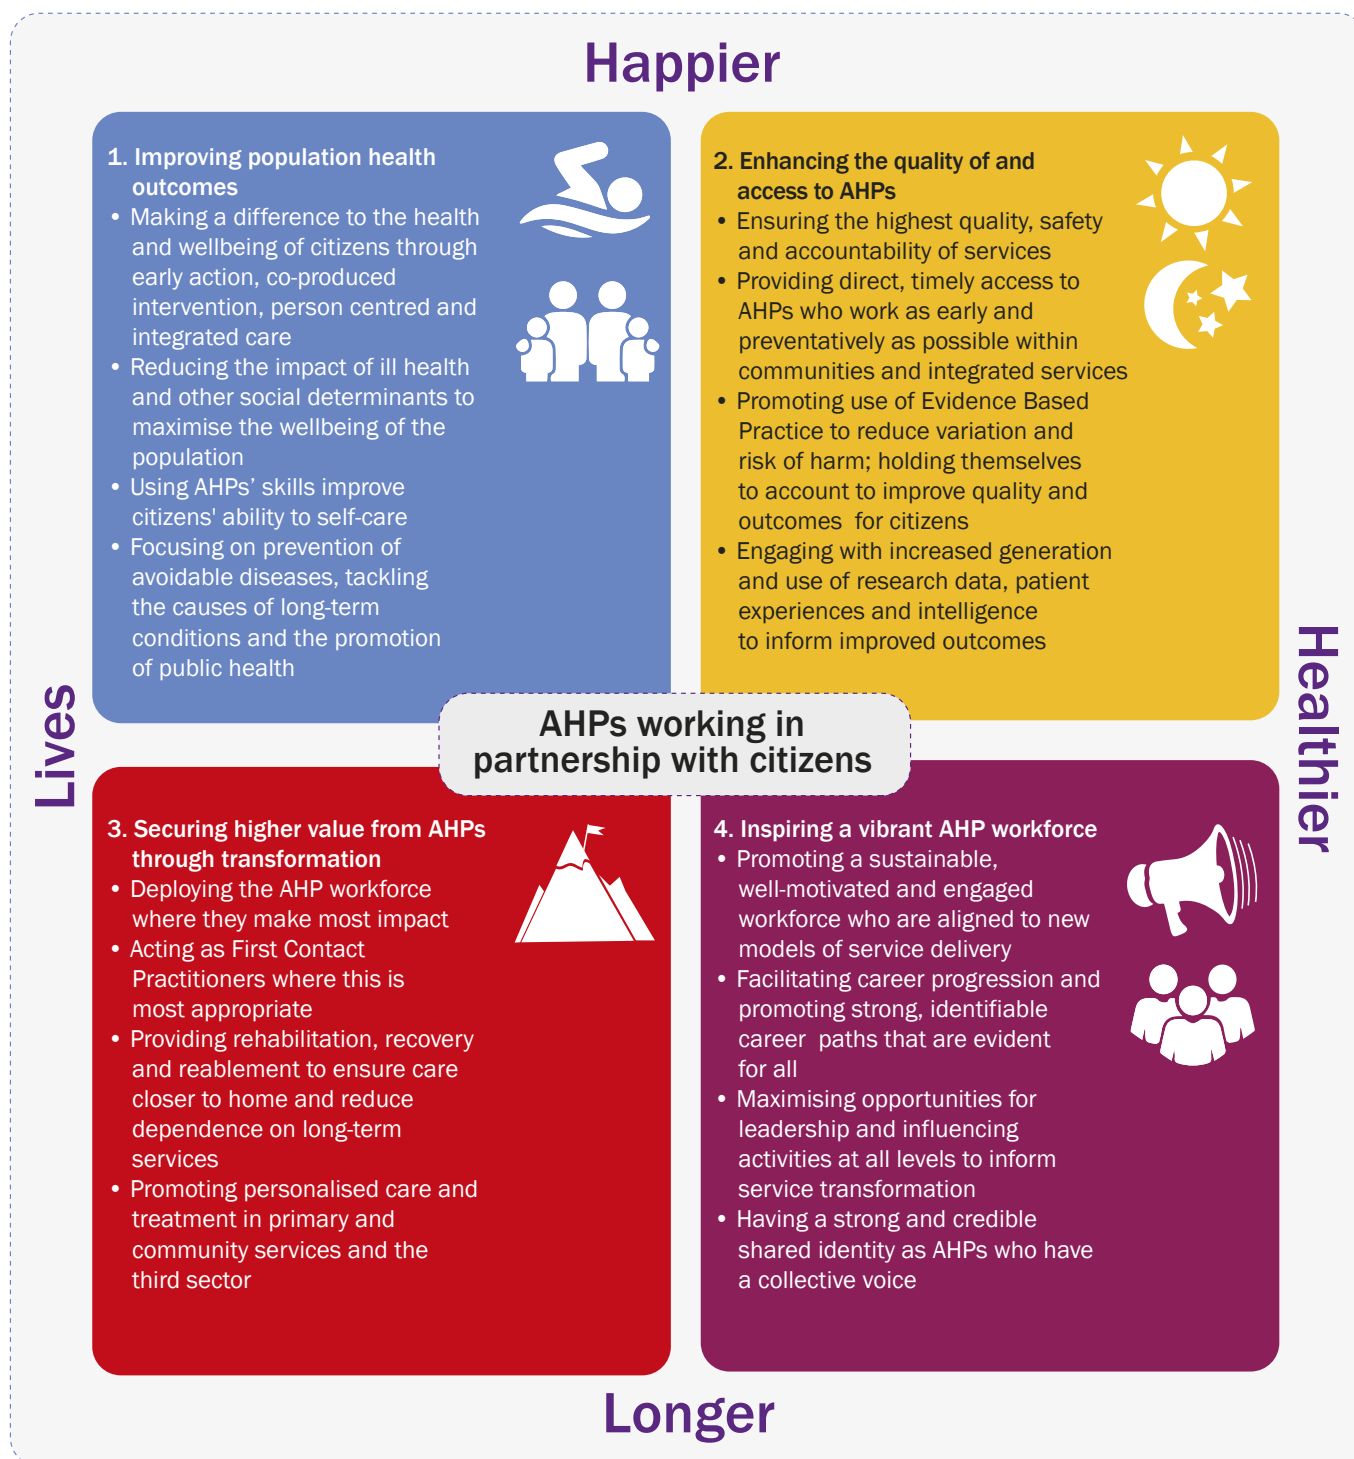 Happier
1. Improving population health
outcomes
• Making a difference to the health
and wellbeing of citizens through
early action, co-produced
intervention, person centred and
integrated care
• Reducing the impact of ill health
and other social determinants to
maximise the wellbeing of the
population
• Using AHPs’ skills improve
citizens' ability to self-care
• Focusing on prevention of
avoidable diseases, tackling
the causes of long-term
conditions and the promotion
of public health
2. Enhancing the quality of and
access to AHPs
• Ensuring the highest quality, safety
and accountability of services
• Providing direct, timely access to
AHPs who work as early and
preventatively as possible within
communities and integrated services
• Promoting use of Evidence Based
Practice to reduce variation and
risk of harm; holding themselves
to account to improve quality and
outcomes  for citizens
• Engaging with increased generation
and use of research data, patient
experiences and intelligence
to inform improved outcomes
Healthier
Lives
AHPs working in
partnership with citizens
3. Securing higher value from AHPs
through transformation
• Deploying the AHP workforce
where they make most impact
• Acting as First Contact
Practitioners where this is
most appropriate
• Providing rehabilitation, recovery
and reablement to ensure care
closer to home and reduce
dependence on long-term
services
• Promoting personalised care and
treatment in primary and
community services and the
third sector
4. Inspiring a vibrant AHP workforce
• Promoting a sustainable,
well-motivated and engaged
workforce who are aligned to new
models of service delivery
• Facilitating career progression and
promoting strong, identifiable
career  paths that are evident
for all
• Maximising opportunities for
leadership and influencing
activities at all levels to inform
service transformation
• Having a strong and credible
shared identity as AHPs who have
a collective voice
Longer